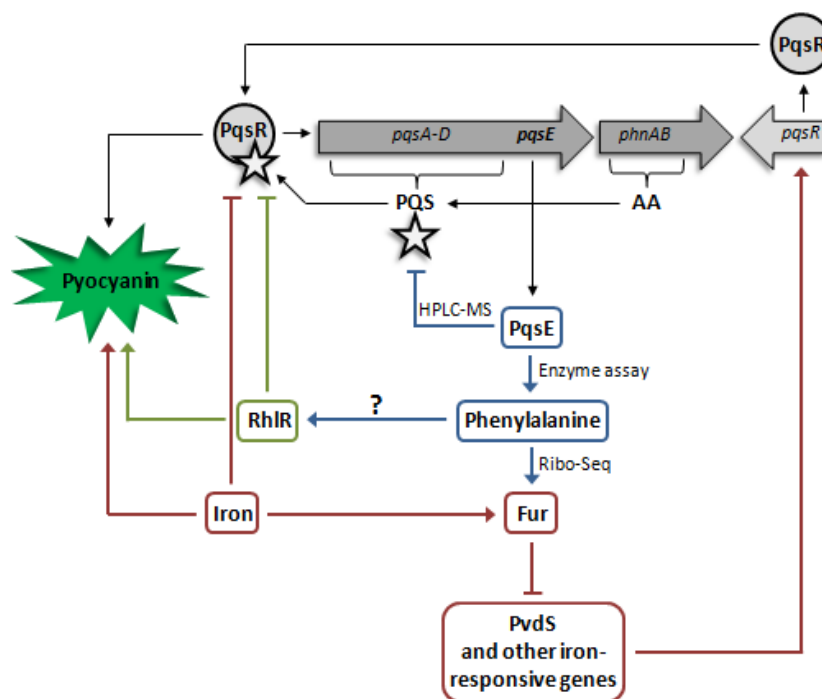 PqsR
PqsR
pqsA-D
pqsE
phnAB
pqsR
PQS
AA
Pyocyanin
HPLC-MS
PqsE
Enzyme assay
?
RhlR
Phenylalanine
Ribo-Seq
Iron
Fur
PvdS
and other iron-
responsive genes